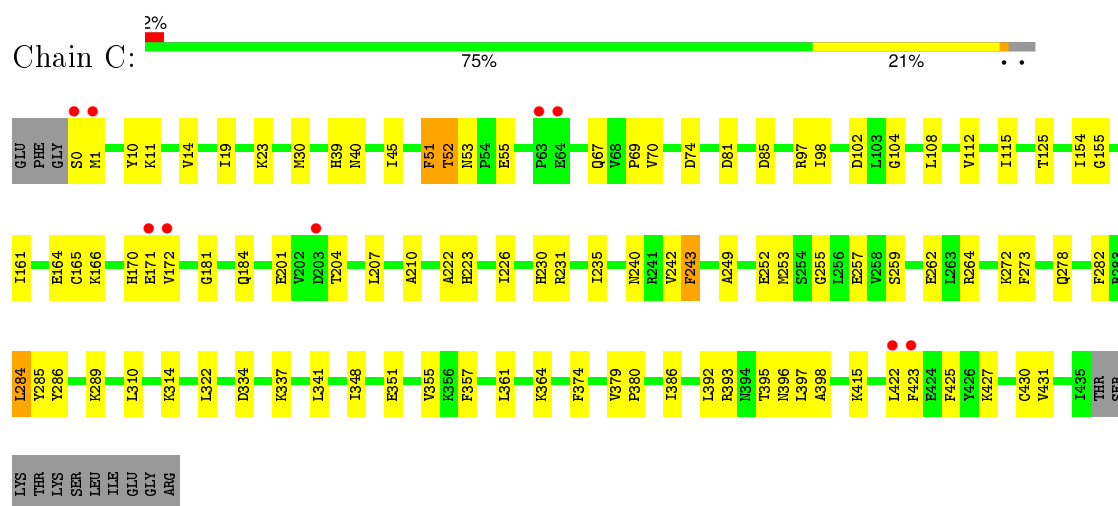 2%
Chain C:
75% 21% • •
GLU PHE GLY S0 M1 Y10 K11 V14 I19 K23 M30 H39 N40 I45 F51 T52 N53 P54 E55 P63 E64 Q67 V68 P69 V70 D74 D81 D85 R97 I98 D102 L103 G104 L108 V112 I115 T125 I154 G155
I161 E164 C165 K166 H170 E171 V172 G181 Q184 E201 V202 D203 T204 L207 A210 A222 H223 I226 H230 R231 I235 N240 R241 V242 F243 A249 E252 M253 S254 G255 L256 E257 V258 S259 E262 L263 R264 K272 F273 Q278 F282 R283
L284 Y285 Y286 K289 L310 K314 L322 D334 K337 L341 I348 E351 V355 K356 F357 L361 K364 F374 V379 P380 I386 L392 R393 N394 T395 N396 L397 A398 K415 L422 F423 E424 F425 Y426 K427 C430 V431 I435 THR SER
LYS THR LYS SER LEU ILE GLU GLY ARG